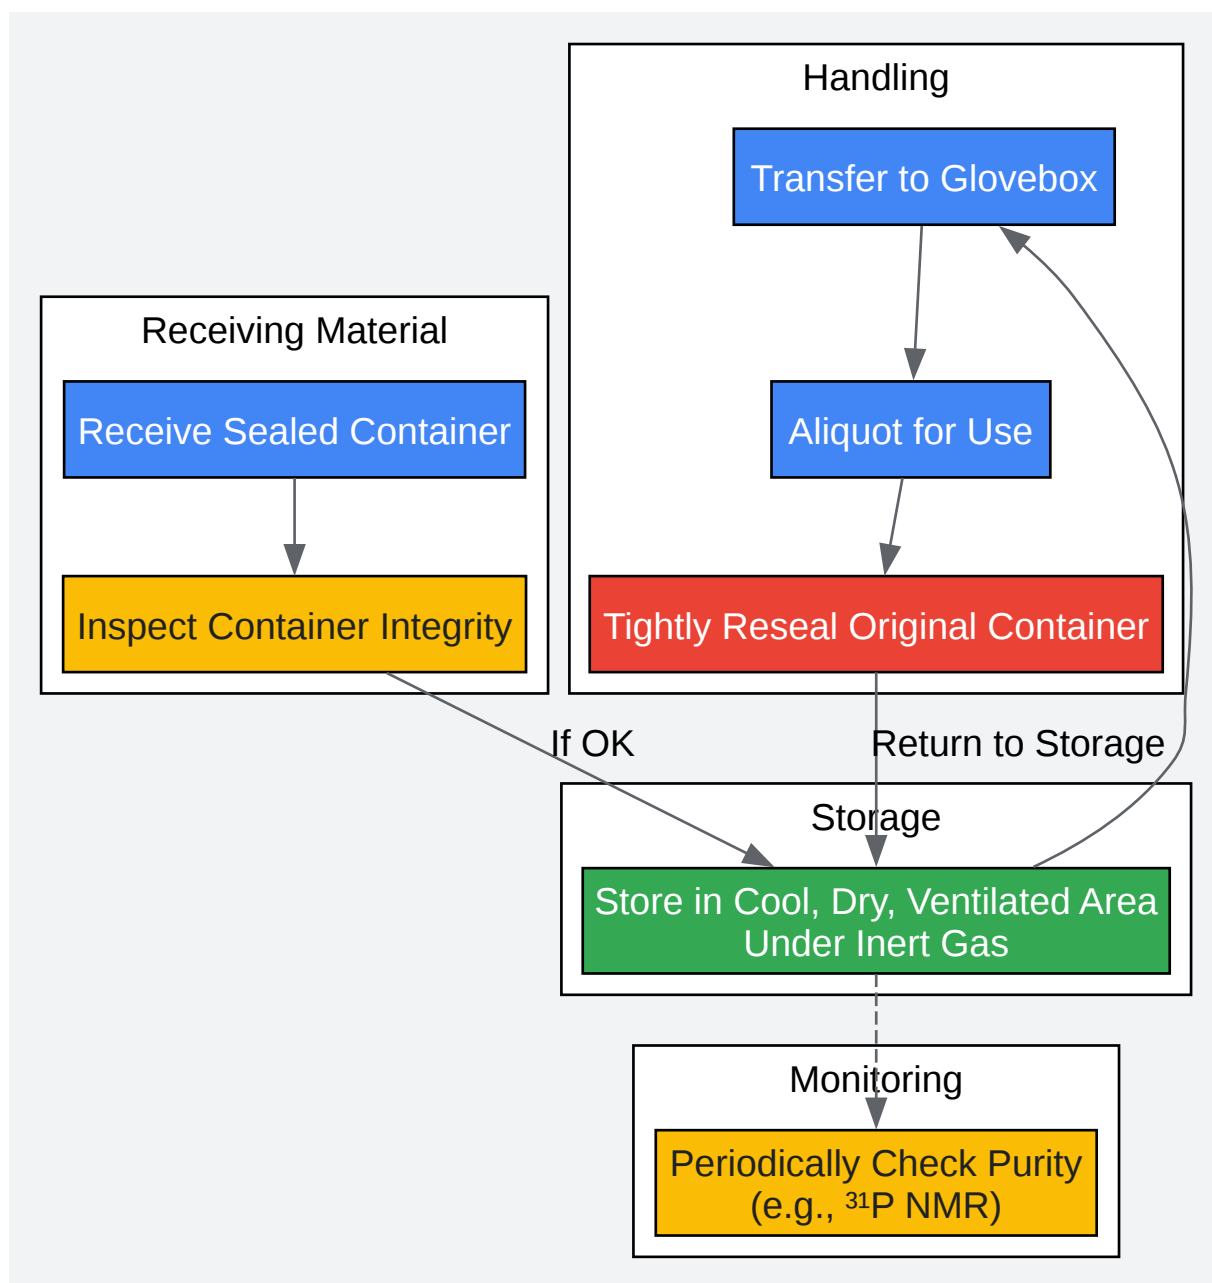 Handling
Transfer to Glovebox
Receiving Material
Receive Sealed Container
Aliquot for Use
Inspect Container Integrity
Tightly Reseal Original Container
If OK
Return to Storage
Storage
Store in Cool, Dry, Ventilated Area
Under Inert Gas
Monitoring
Periodically Check Purity
(e.g., ³¹P NMR)